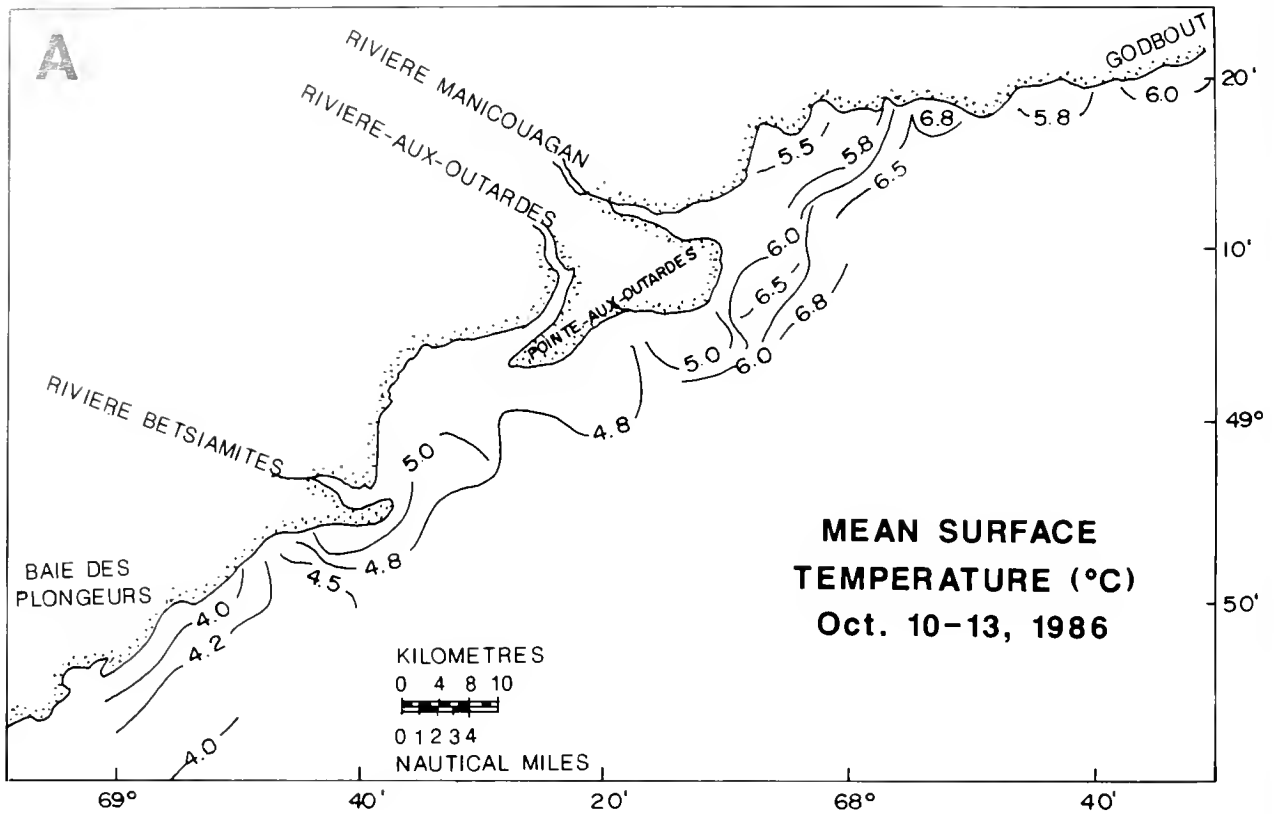 A
RIVIERE MANICOUAGAN
RIVIERE-AUX-OUTARDES
GODBOUT
20'
6.0
5.8
6.8
5.8
5.5
6.5
10'
6.0
6.5
6.8
POINTE-AUX-OUTARDES
5.0
6.0
RIVIERE BETSIAMITES
49°
4.8
5.0
4.8
4.5
MEAN SURFACE
TEMPERATURE (°C)
Oct. 10-13, 1986
BAIE DES
PLONGEURS
4.0
4.2
50'
KILOMETRES
0 4 8 10
0 1 2 3 4
NAUTICAL MILES
4.0
69° 40' 20' 68° 40'